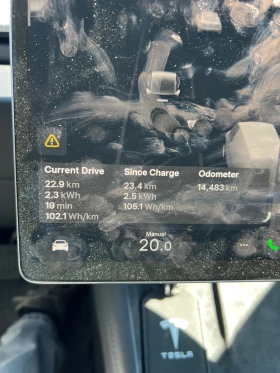 Current Drive Since Charge Odometer
22.9 km 23.4 km 14,483 km
2.3 kWh 2.5 kWh
19 min 105.1 Wh/km
102.1 Wh/km
Manual
20.0
TESLA